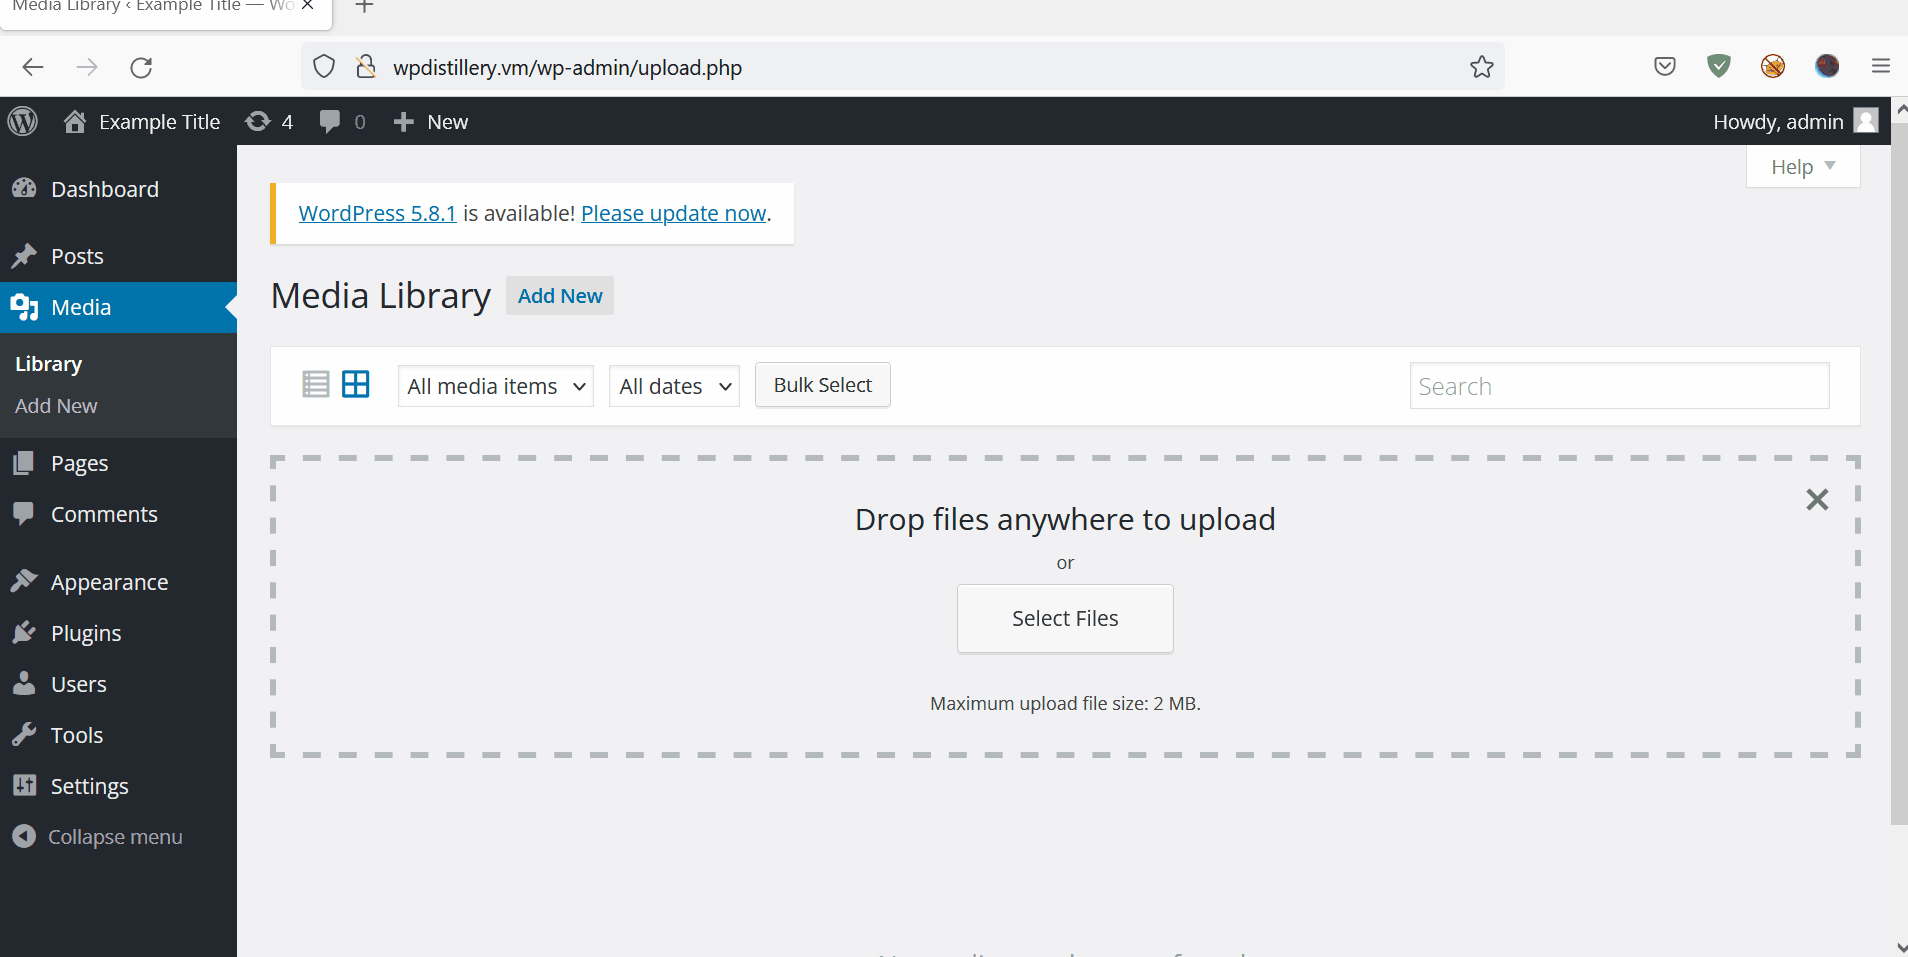 Media Library ‹ Example Title — Wo
wpdistillery.vm/wp-admin/upload.php
Example Title 4 0 New
Howdy, admin
Help
Dashboard
Posts
Media
Library
Add New
Pages
Comments
Appearance
Plugins
Users
Tools
Settings
Collapse menu
WordPress 5.8.1 is available! Please update now.
Media Library Add New
All media items All dates Bulk Select Search
Drop files anywhere to upload
or
Select Files
Maximum upload file size: 2 MB.